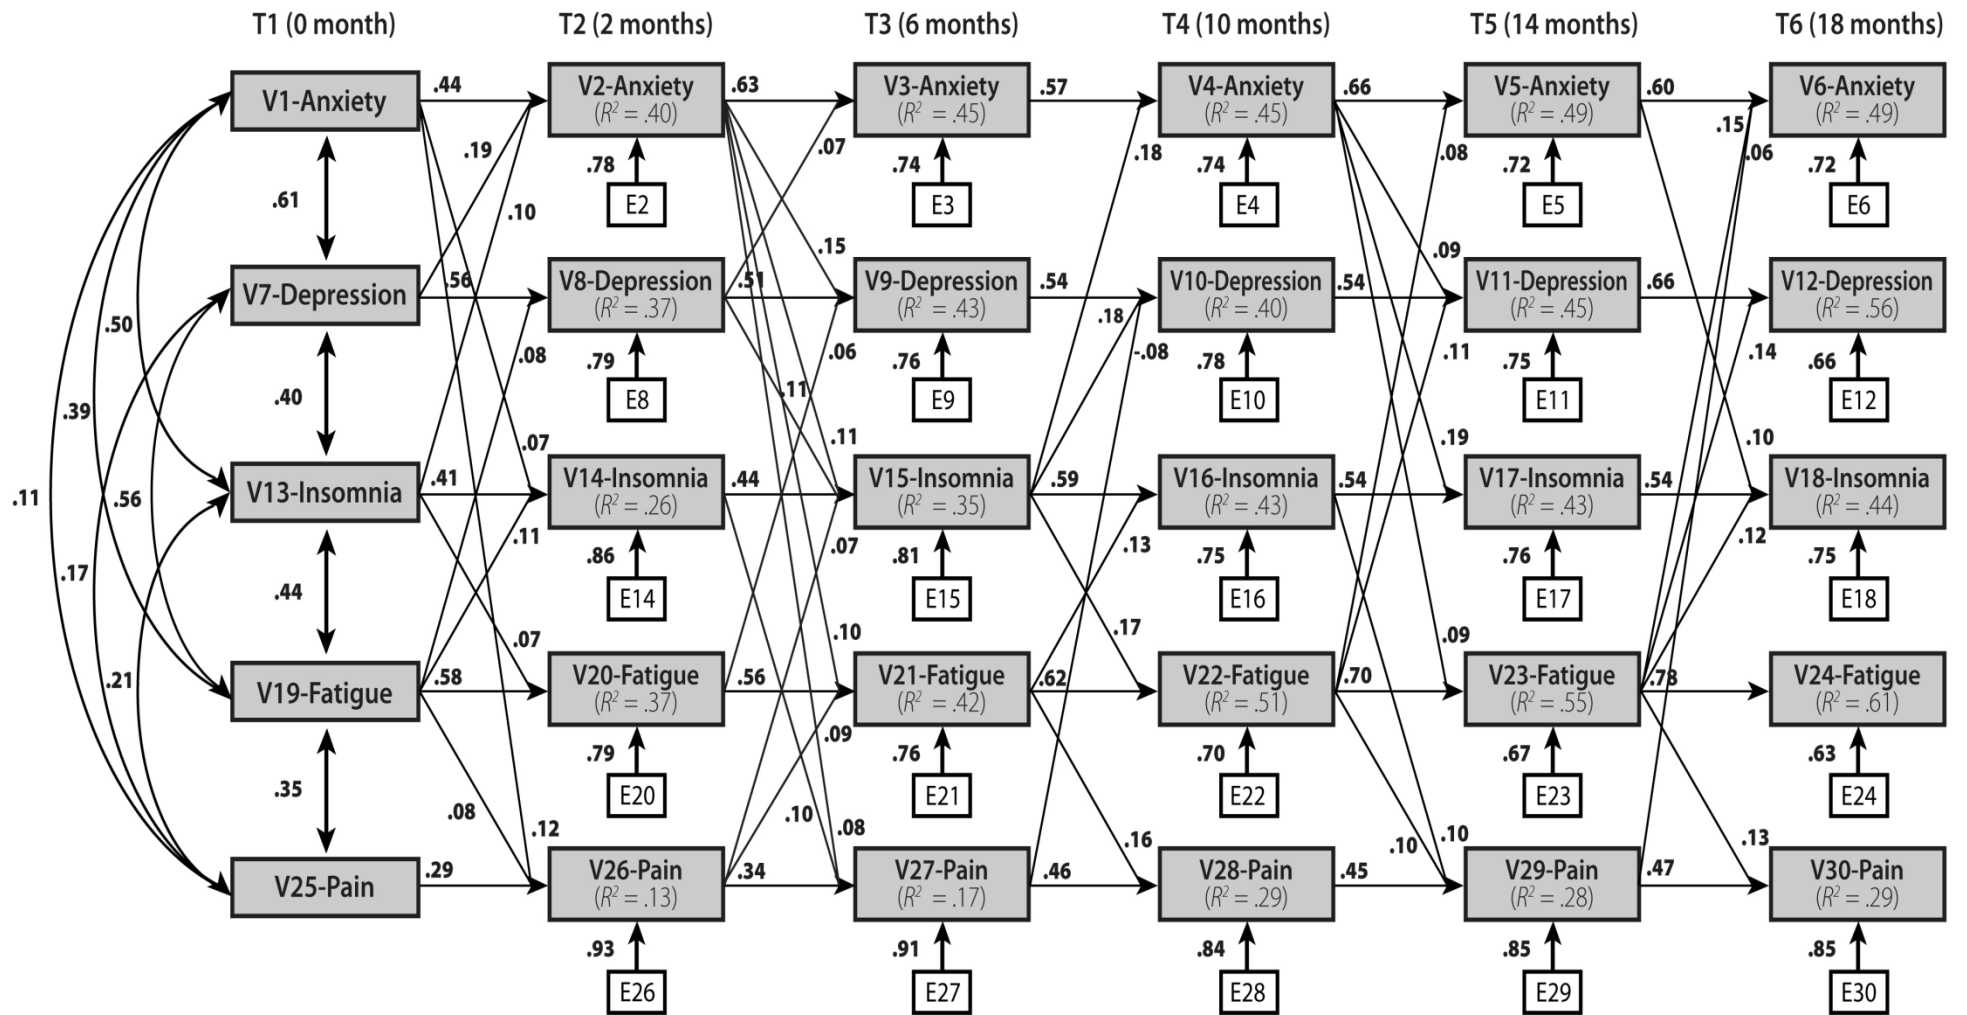 T1 (0 month)
T2 (2 months)
T3 (6 months)
T4 (10 months)
T5 (14 months)
T6 (18 months)
V1-Anxiety
.44
V2-Anxiety
(R² = .40)
.63
V3-Anxiety
(R² = .45)
.57
V4-Anxiety
(R² = .45)
.66
V5-Anxiety
(R² = .49)
.60
V6-Anxiety
(R² = .49)
.15
.06
.19
.07
.18
.08
.78
.74
.74
.72
.72
E2
E3
E4
E5
E6
.61
.10
.15
.09
V7-Depression
.56
V8-Depression
(R² = .37)
.51
V9-Depression
(R² = .43)
.54
V10-Depression
(R² = .40)
.54
V11-Depression
(R² = .45)
.66
V12-Depression
(R² = .56)
.18
.50
.08
.06
-.08
.11
.14
.79
.76
.78
.75
.66
E8
E9
E10
E11
E12
.40
.39
.11
.07
.11
.19
.10
V13-Insomnia
.41
V14-Insomnia
(R² = .26)
.44
V15-Insomnia
(R² = .35)
.59
V16-Insomnia
(R² = .43)
.54
V17-Insomnia
(R² = .43)
.54
V18-Insomnia
(R² = .44)
.11
.56
.11
.07
.13
.12
.86
.81
.75
.76
.75
E14
E15
E16
E17
E18
.17
.44
.07
.10
.17
.09
V19-Fatigue
.58
V20-Fatigue
(R² = .37)
.56
V21-Fatigue
(R² = .42)
.62
V22-Fatigue
(R² = .51)
.70
V23-Fatigue
(R² = .55)
.78
V24-Fatigue
(R² = .61)
.21
.09
.79
.76
.70
.67
.63
E20
E21
E22
E23
E24
.35
.08
.12
.10
.08
.16
.10
.10
.13
V25-Pain
.29
V26-Pain
(R² = .13)
.34
V27-Pain
(R² = .17)
.46
V28-Pain
(R² = .29)
.45
V29-Pain
(R² = .28)
.47
V30-Pain
(R² = .29)
.93
.91
.84
.85
.85
E26
E27
E28
E29
E30